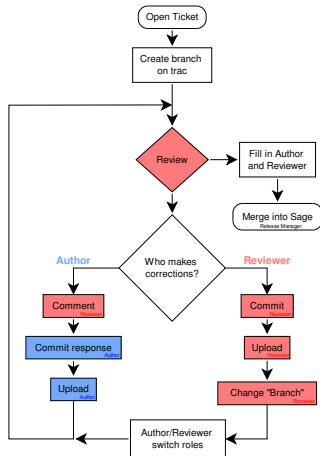 Open Ticket
Create branch
on trac
Review
Fill in Author
and Reviewer
Merge into Sage
Release Manager
Author
Who makes
corrections?
Reviewer
Comment
Reviewer
Commit
Reviewer
Commit response
Author
Upload
Reviewer
Upload
Author
Change "Branch"
Reviewer
Author/Reviewer
switch roles